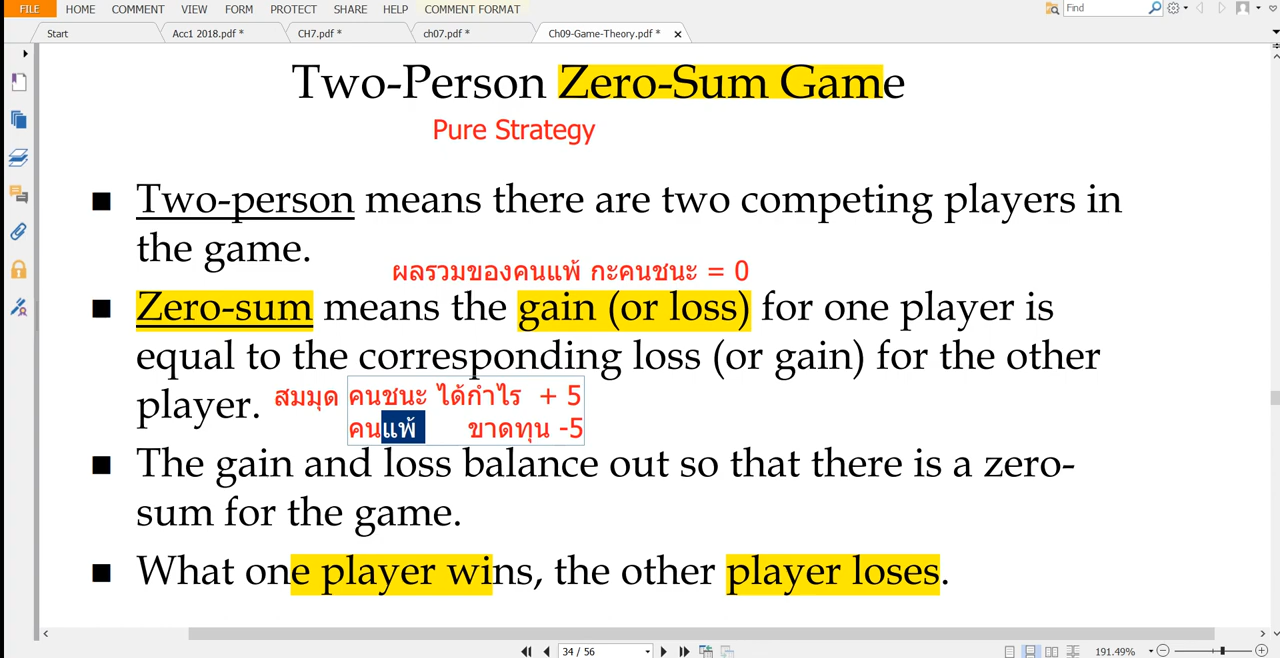 FILE HOME COMMENT VIEW FORM PROTECT SHARE HELP COMMENT FORMAT Find
Start Acc1 2018.pdf * CH7.pdf * ch07.pdf * Ch09-Game-Theory.pdf *
Two-Person Zero-Sum Game
Pure Strategy
■ Two-person means there are two competing players in
the game.
ผลรวมของคนแพ้ กะคนชนะ = 0
■ Zero-sum means the gain (or loss) for one player is
equal to the corresponding loss (or gain) for the other
player. สมมุด คนชนะ ได้กำไร + 5
คนแพ้ ขาดทุน -5
■ The gain and loss balance out so that there is a zero-
sum for the game.
■ What one player wins, the other player loses.
34 / 56 191.49%